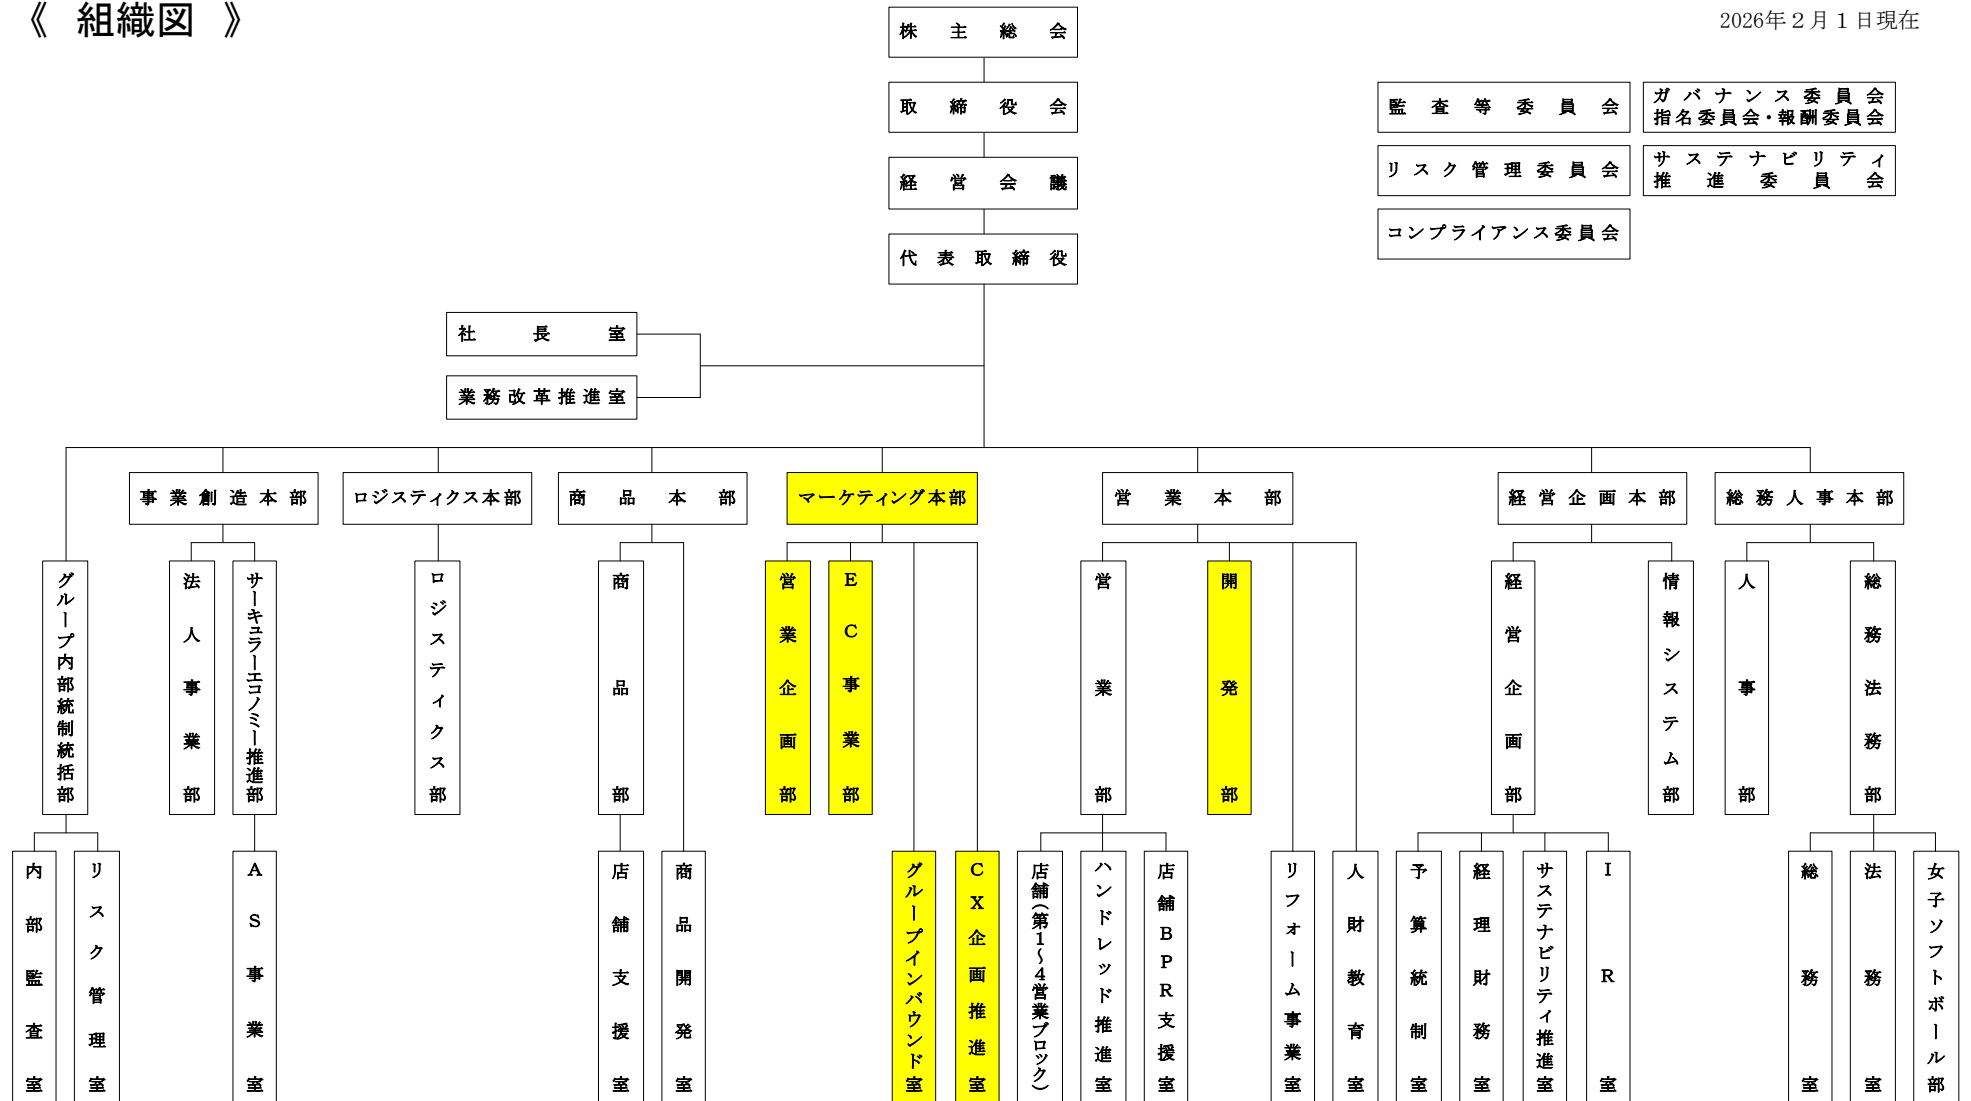 《 組織図 》
2026年２月１日現在
株主総会
取締役会
経営会議
代表取締役
監査等委員会
ガバナンス委員会
指名委員会・報酬委員会
リスク管理委員会
サステナビリティ
推進委員会
コンプライアンス委員会
社長室
業務改革推進室
事業創造本部
ロジスティクス本部
商品本部
マーケティング本部
営業本部
経営企画本部
総務人事本部
グループ内部統制統括部
法人事業部
サーキュラーエコノミー推進部
ロジスティクス部
商品部
営業企画部
ＥＣ事業部
営業部
開発部
経営企画部
情報システム部
人事部
総務法務部
内部監査室
リスク管理室
ＡＳ事業室
店舗支援室
商品開発室
グループインバウンド室
ＣＸ企画推進室
店舗（第１～４営業ブロック）
ハンドレッド推進室
店舗ＢＰＲ支援室
リフォーム事業室
人財教育室
予算統制室
経理財務室
サステナビリティ推進室
ＩＲ室
総務室
法務室
女子ソフトボール部